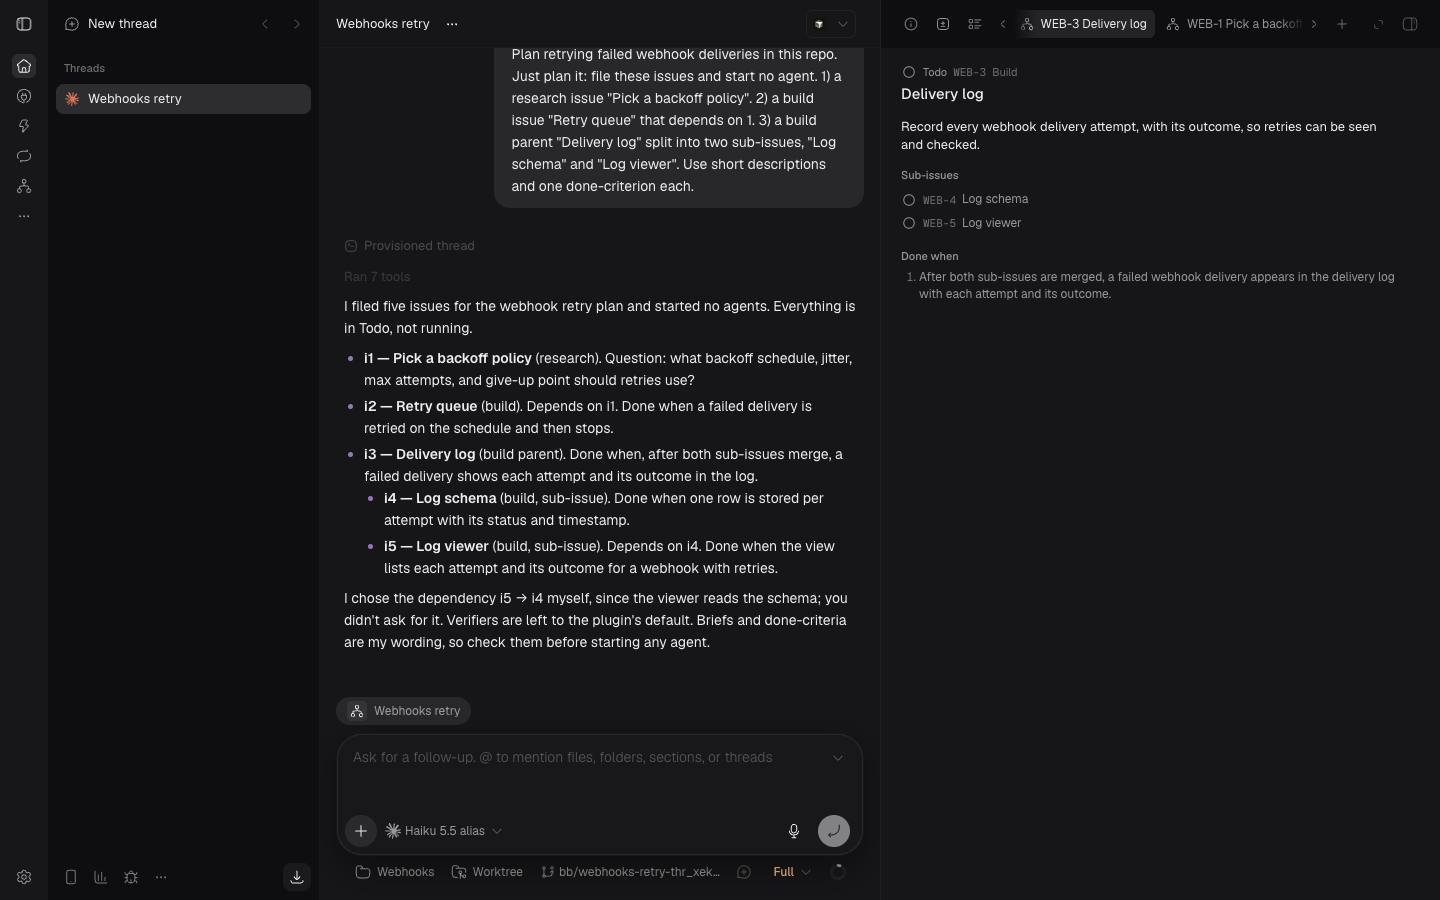 New thread
Threads
Webhooks retry
Webhooks retry
Plan retrying failed webhook deliveries in this repo.
Just plan it: file these issues and start no agent. 1) a
research issue "Pick a backoff policy". 2) a build
issue "Retry queue" that depends on 1. 3) a build
parent "Delivery log" split into two sub-issues, "Log
schema" and "Log viewer". Use short descriptions
and one done-criterion each.
Provisioned thread
Ran 7 tools
I filed five issues for the webhook retry plan and started no agents. Everything is
in Todo, not running.
i1 — Pick a backoff policy (research). Question: what backoff schedule, jitter,
max attempts, and give-up point should retries use?
i2 — Retry queue (build). Depends on i1. Done when a failed delivery is
retried on the schedule and then stops.
i3 — Delivery log (build parent). Done when, after both sub-issues merge, a
failed delivery shows each attempt and its outcome in the log.
i4 — Log schema (build, sub-issue). Done when one row is stored per
attempt with its status and timestamp.
i5 — Log viewer (build, sub-issue). Depends on i4. Done when the view
lists each attempt and its outcome for a webhook with retries.
I chose the dependency i5 → i4 myself, since the viewer reads the schema; you
didn't ask for it. Verifiers are left to the plugin's default. Briefs and done-criteria
are my wording, so check them before starting any agent.
Webhooks retry
Ask for a follow-up. @ to mention files, folders, sections, or threads
Haiku 5.5 alias
Webhooks
Worktree
bb/webhooks-retry-thr_xek...
Full
WEB-3 Delivery log
WEB-1 Pick a backoff
Todo WEB-3 Build
Delivery log
Record every webhook delivery attempt, with its outcome, so retries can be seen
and checked.
Sub-issues
WEB-4 Log schema
WEB-5 Log viewer
Done when
1. After both sub-issues are merged, a failed webhook delivery appears in the delivery log
with each attempt and its outcome.